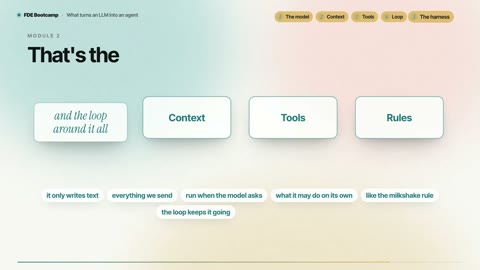 FDE Bootcamp · What turns an LLM into an agent
The model
Context
Tools
Loop
The harness
MODULE 2
That's the
and the loop
around it all
Context
Tools
Rules
it only writes text
everything we send
run when the model asks
what it may do on its own
like the milkshake rule
the loop keeps it going